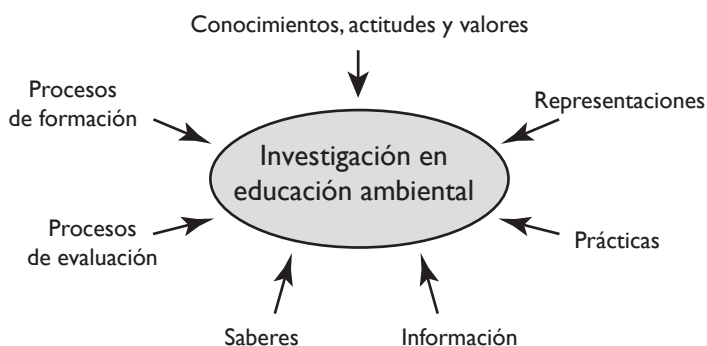 Conocimientos, actitudes y valores
Procesos
de formación
Representaciones
Investigación en
educación ambiental
Procesos
de evaluación
Prácticas
Saberes
Información